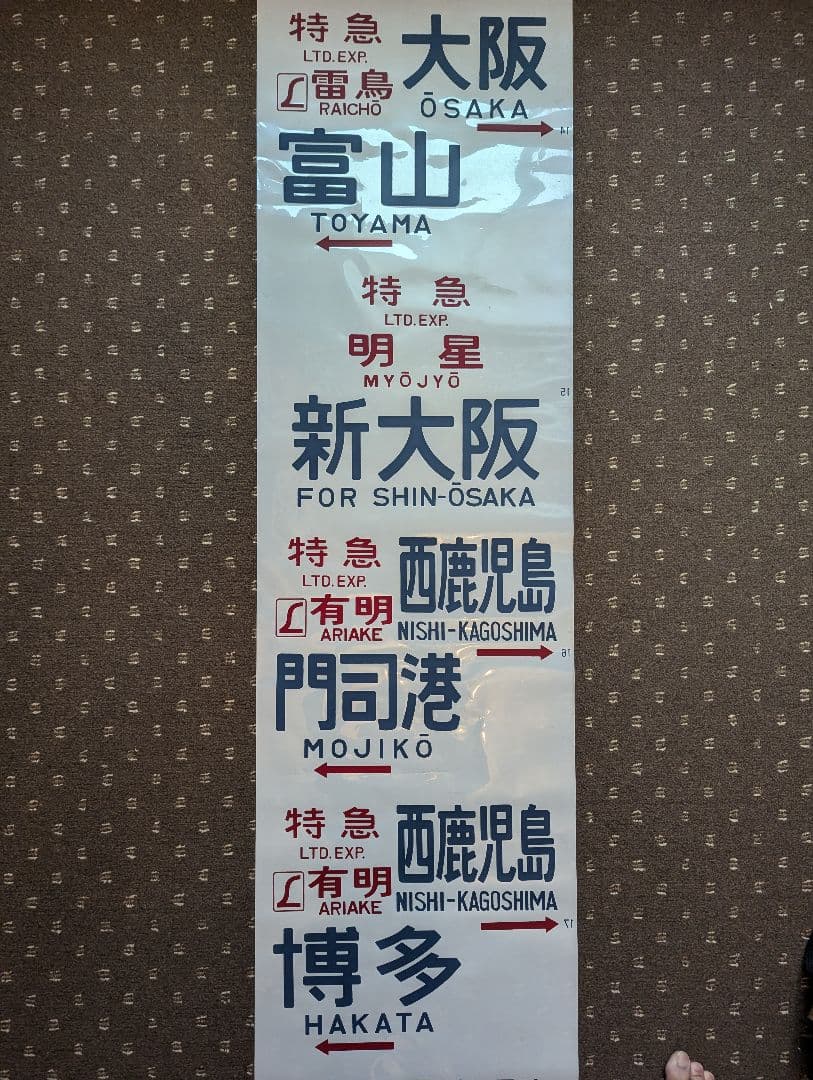 特急 大阪
LTD.EXP.
L 雷鳥
RAICHŌ ŌSAKA
14
富山
TOYAMA
特急
LTD.EXP.
明星
MYŌJYŌ
15
新大阪
FOR SHIN-ŌSAKA
特急 西鹿児島
LTD.EXP.
L 有明
ARIAKE NISHI-KAGOSHIMA
16
門司港
MOJIKŌ
特急 西鹿児島
LTD.EXP.
L 有明
ARIAKE NISHI-KAGOSHIMA
17
博多
HAKATA